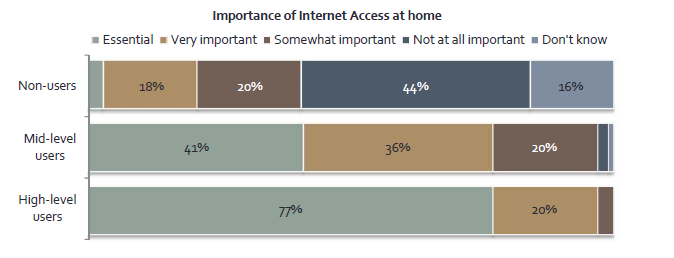 Importance of Internet Access at home
Essential Very important Somewhat important Not at all important Don't know
Non-users 18% 20% 44% 16%
Mid-level
users
41% 36% 20%
High-level
users
77% 20%